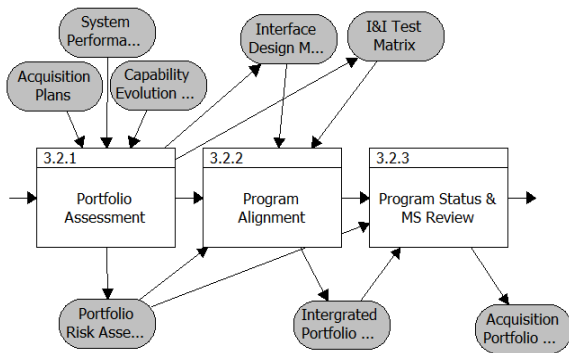 System
Performa...
Interface
Design M...
I&I Test
Matrix
Acquisition
Plans
Capability
Evolution ...
3.2.1
Portfolio
Assessment
3.2.2
Program
Alignment
3.2.3
Program Status &
MS Review
Portfolio
Risk Asse...
Intergrated
Portfolio ...
Acquisition
Portfolio ...